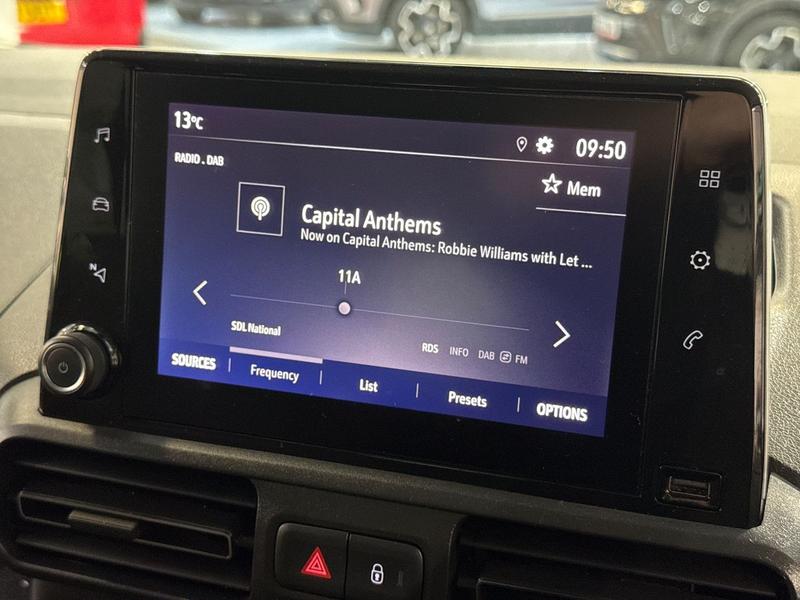 13°C
09:50
RADIO . DAB
Mem
Capital Anthems
Now on Capital Anthems: Robbie Williams with Let ...
11A
SDL National
RDS INFO DAB FM
SOURCES Frequency List Presets OPTIONS
N